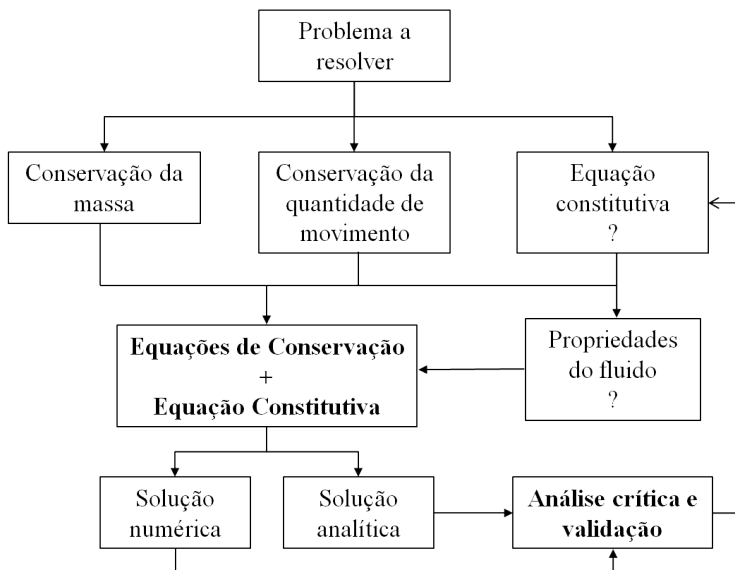 Problema a
resolver
Conservação da
massa
Conservação da
quantidade de
movimento
Equação
constitutiva
?
Equações de Conservação
+
Equação Constitutiva
Propriedades
do fluido
?
Solução
numérica
Solução
analítica
Análise crítica e
validação